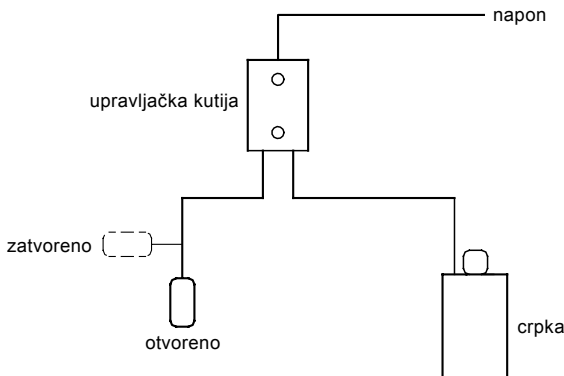 napon
upravljačka kutija
zatvoreno
otvoreno
crpka